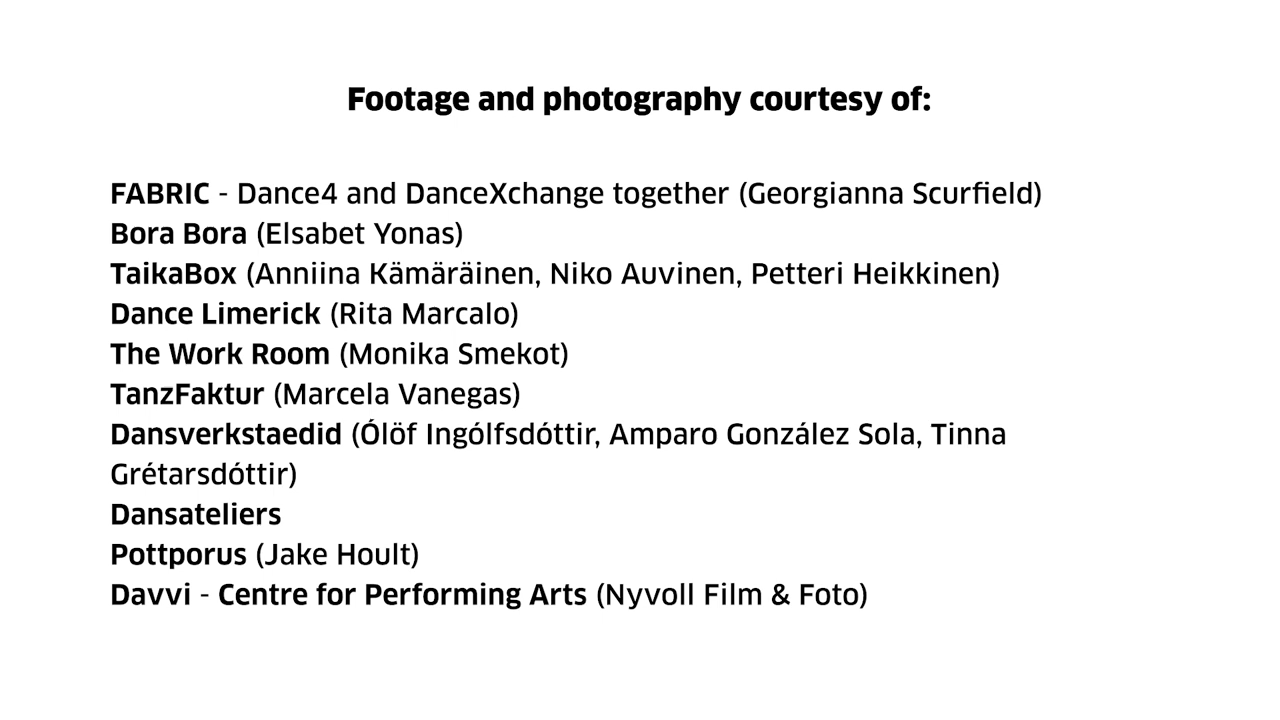 Footage and photography courtesy of:
FABRIC - Dance4 and DanceXchange together (Georgianna Scurfield)
Bora Bora (Elsabet Yonas)
TaikaBox (Anniina Kämäräinen, Niko Auvinen, Petteri Heikkinen)
Dance Limerick (Rita Marcalo)
The Work Room (Monika Smekot)
TanzFaktur (Marcela Vanegas)
Dansverkstaedid (Ólöf Ingólfsdóttir, Amparo González Sola, Tinna
Grétarsdóttir)
Dansateliers
Pottporus (Jake Hoult)
Davvi - Centre for Performing Arts (Nyvoll Film & Foto)